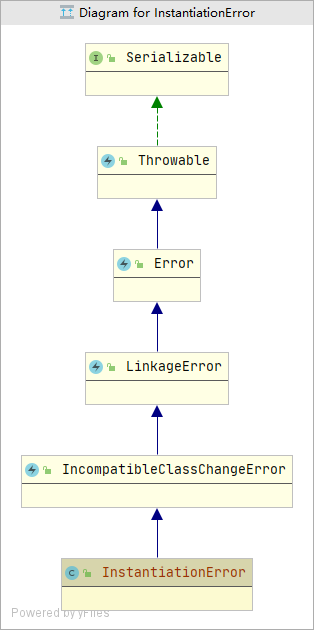 Diagram for InstantiationError
I Serializable
Throwable
Error
LinkageError
IncompatibleClassChangeError
C InstantiationError
Powered by yFiles